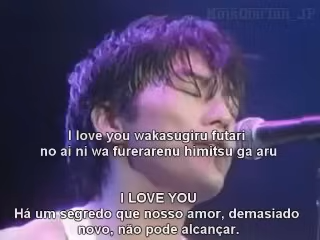 I love you wakasugiru futari
no ai ni wa furerarenu himitsu ga aru
I LOVE YOU
Há um segredo que nosso amor, demasiado
novo, não pode alcançar.